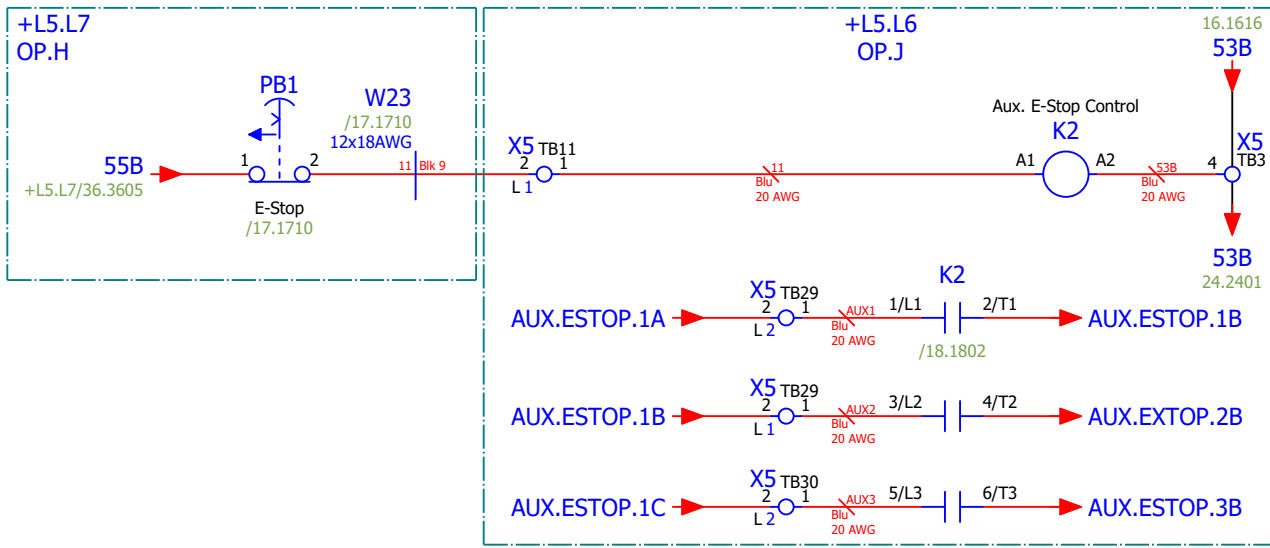 +L5.L7
OP.H
PB1
W23
/17.1710
12x18AWG
55B
+L5.L7/36.3605
1
2
11
Blk 9
E-Stop
/17.1710
+L5.L6
OP.J
16.1616
53B
Aux. E-Stop Control
K2
X5 TB11
2 1
L 1
11
Blu
20 AWG
A1
A2
53B
Blu
20 AWG
4
X5
TB3
53B
24.2401
AUX.ESTOP.1A
X5 TB29
2 1
L 2
AUX1
Blu
20 AWG
1/L1
K2
2/T1
/18.1802
AUX.ESTOP.1B
AUX.ESTOP.1B
X5 TB29
2 1
L 1
AUX2
Blu
20 AWG
3/L2
4/T2
AUX.EXTOP.2B
AUX.ESTOP.1C
X5 TB30
2 1
L 2
AUX3
Blu
20 AWG
5/L3
6/T3
AUX.ESTOP.3B